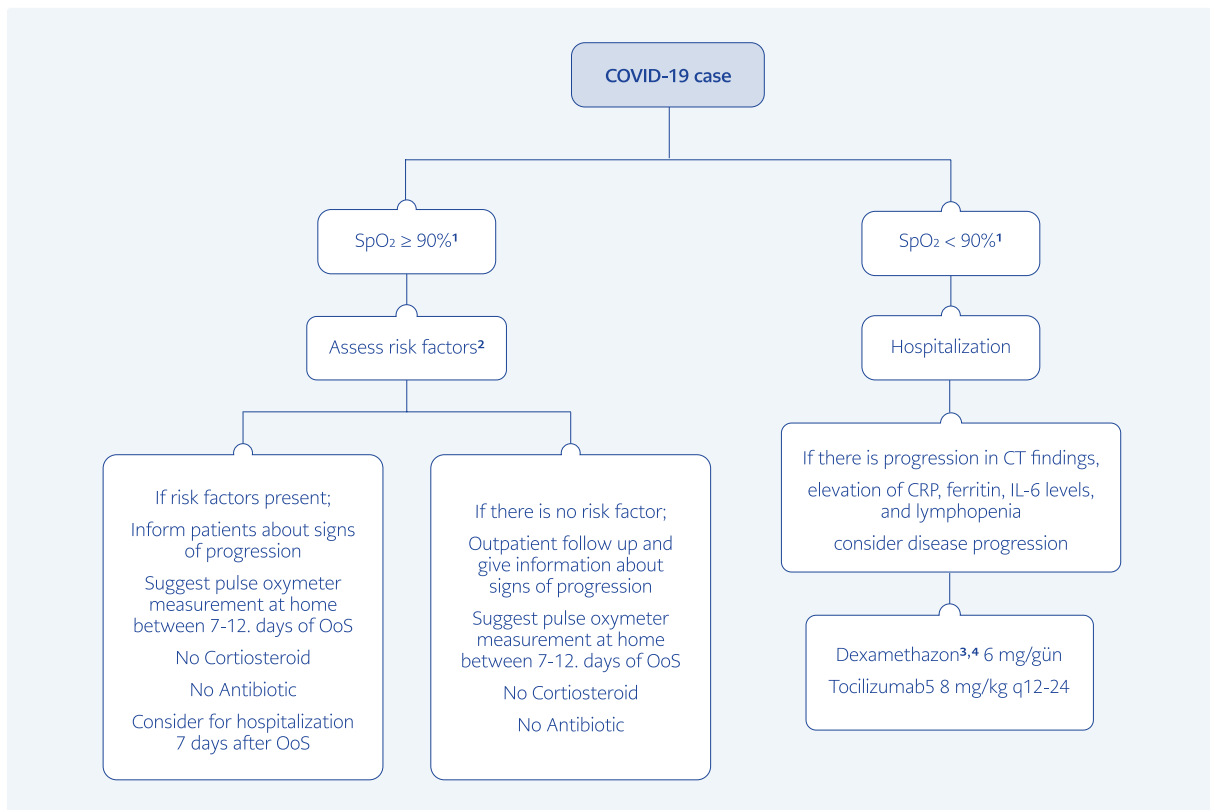 COVID-19 case
SpO₂ ≥ 90%¹
SpO₂ < 90%¹
Assess risk factors²
Hospitalization
If risk factors present;
Inform patients about signs
of progression
Suggest pulse oxymeter
measurement at home
between 7-12. days of OoS
No Cortiosteroid
No Antibiotic
Consider for hospitalization
7 days after OoS
If there is no risk factor;
Outpatient follow up and
give information about
signs of progression
Suggest pulse oxymeter
measurement at home
between 7-12. days of OoS
No Cortiosteroid
No Antibiotic
If there is progression in CT findings,
elevation of CRP, ferritin, IL-6 levels,
and lymphopenia
consider disease progression
Dexamethazon³,⁴ 6 mg/gün
Tocilizumab5 8 mg/kg q12-24